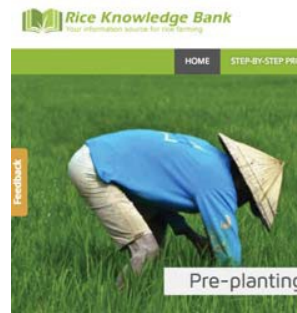 Rice Knowledge Bank
Your information source for rice farming
HOME STEP-BY-STEP PR
Feedback
Pre-planting